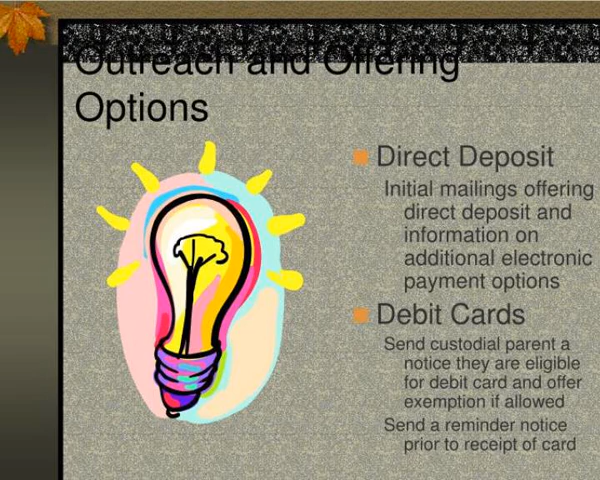 Outreach and Offering
Options
Direct Deposit
Initial mailings offering
direct deposit and
information on
additional electronic
payment options
Debit Cards
Send custodial parent a
notice they are eligible
for debit card and offer
exemption if allowed
Send a reminder notice
prior to receipt of card